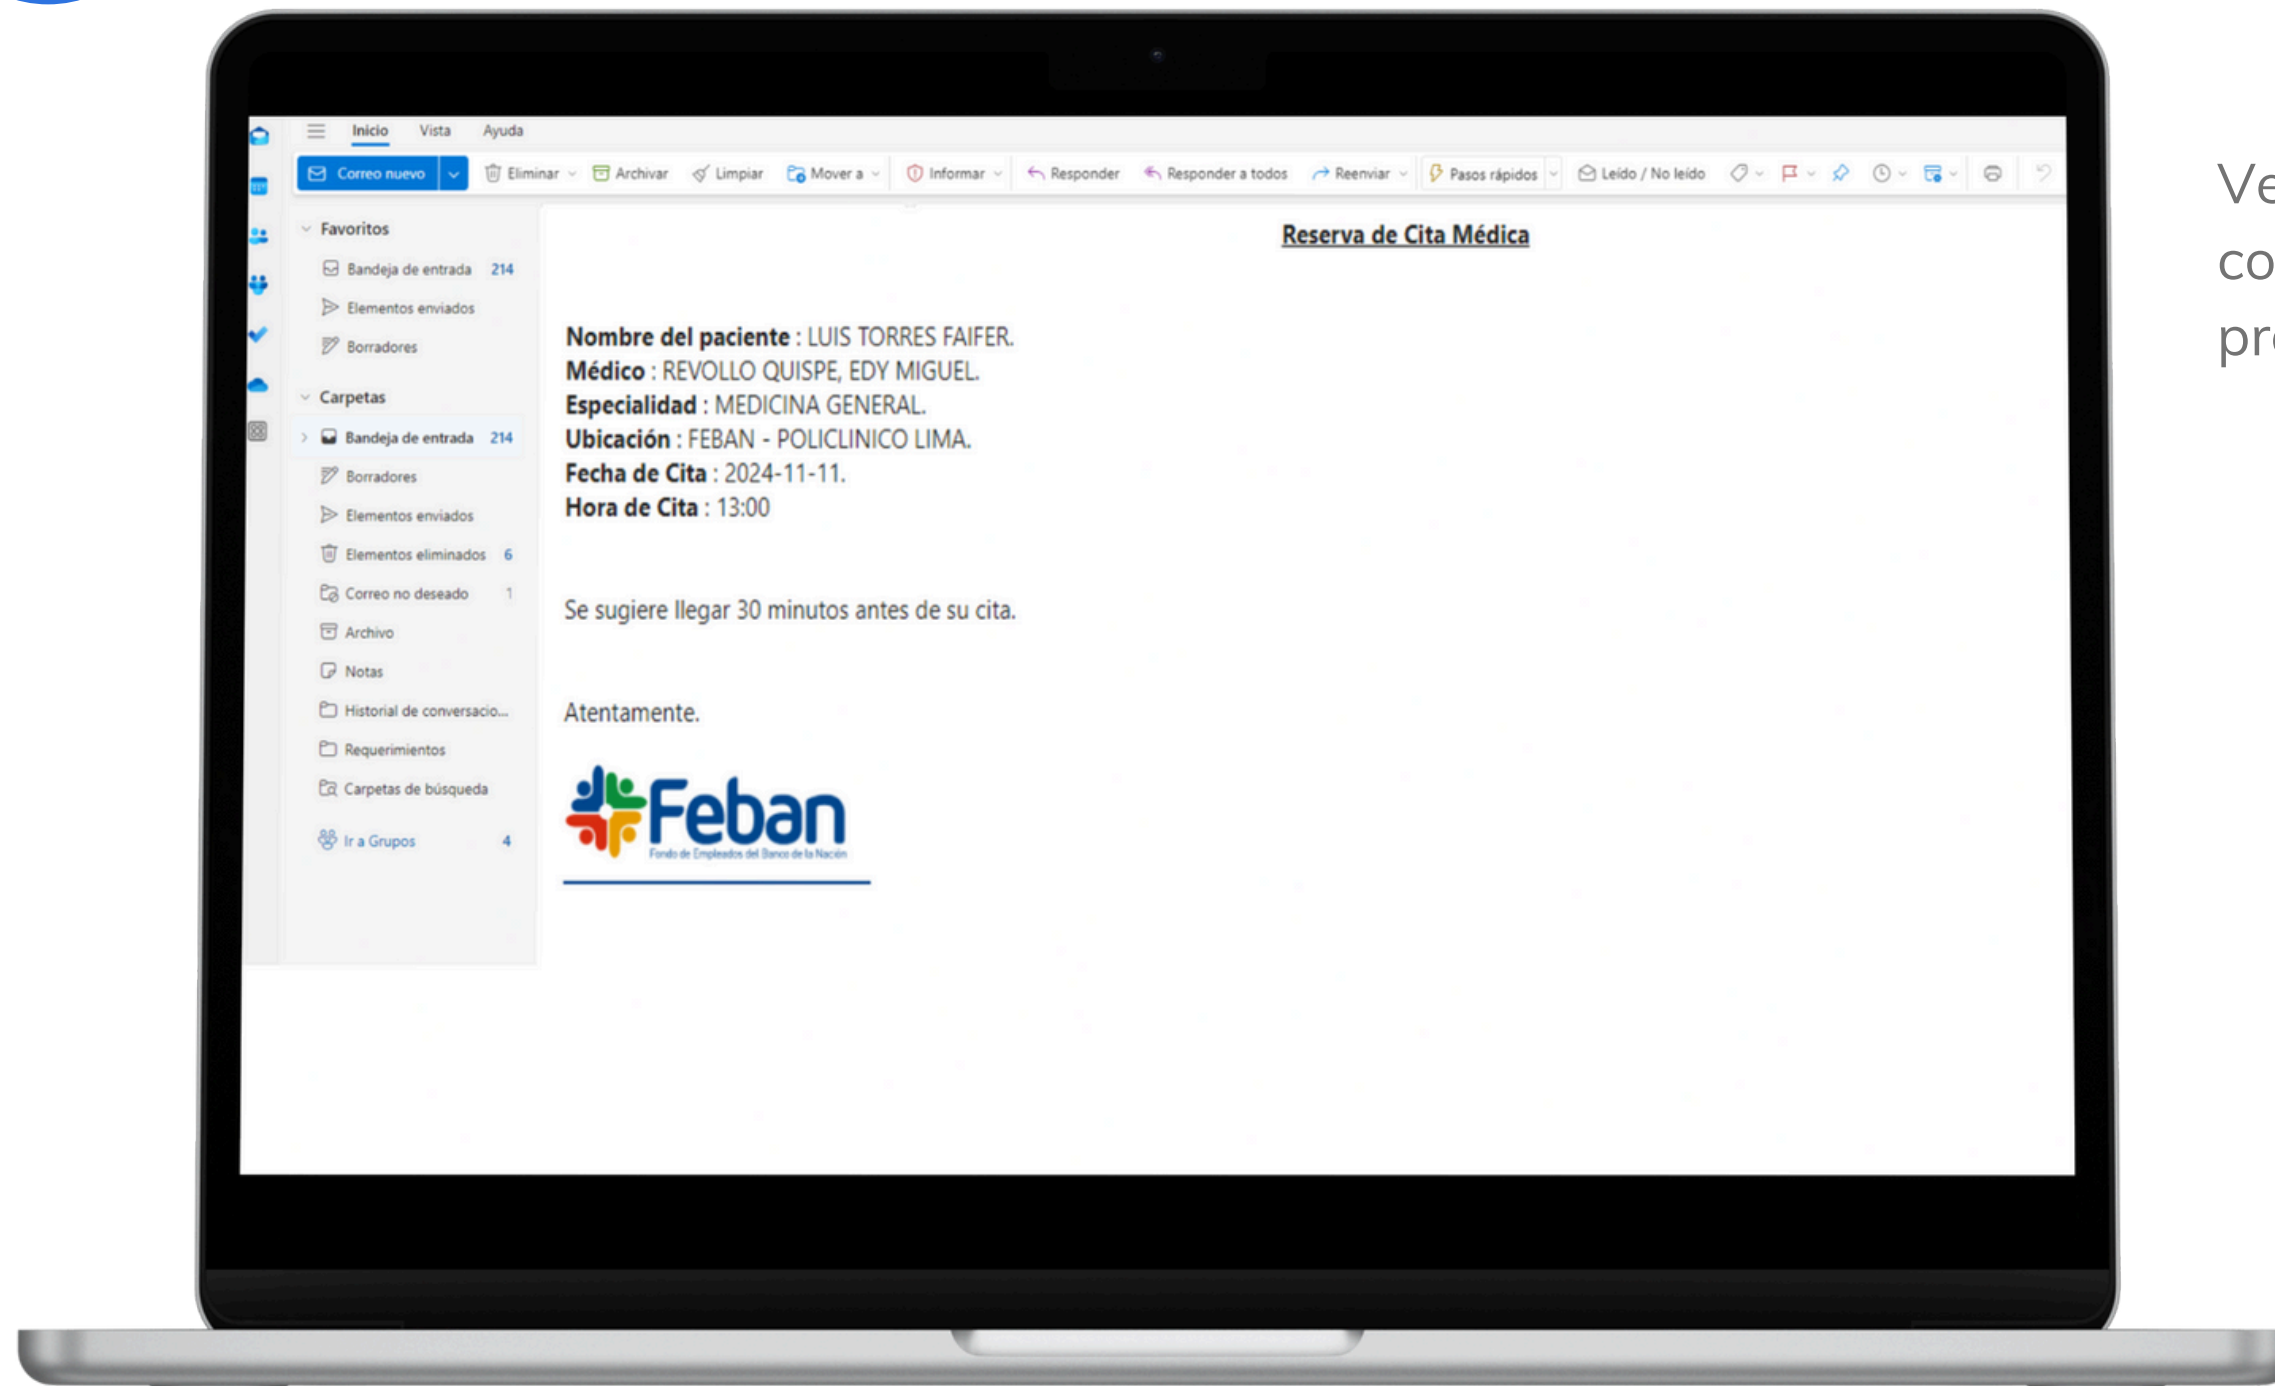 Inicio Vista Ayuda
Correo nuevo Eliminar Archivar Limpiar Mover a Informar Responder Responder a todos Reenviar Pasos rápidos Leído / No leído
Favoritos
Bandeja de entrada 214
Elementos enviados
Borradores
Carpetas
Bandeja de entrada 214
Borradores
Elementos enviados
Elementos eliminados 6
Correo no deseado 1
Archivo
Notas
Historial de conversacio...
Requerimientos
Carpetas de búsqueda
Ir a Grupos 4
Reserva de Cita Médica
Nombre del paciente : LUIS TORRES FAIFER.
Médico : REVOLLO QUISPE, EDY MIGUEL.
Especialidad : MEDICINA GENERAL.
Ubicación : FEBAN - POLICLINICO LIMA.
Fecha de Cita : 2024-11-11.
Hora de Cita : 13:00
Se sugiere llegar 30 minutos antes de su cita.
Atentamente.
Feban
Fondo de Empleados del Banco de la Nación